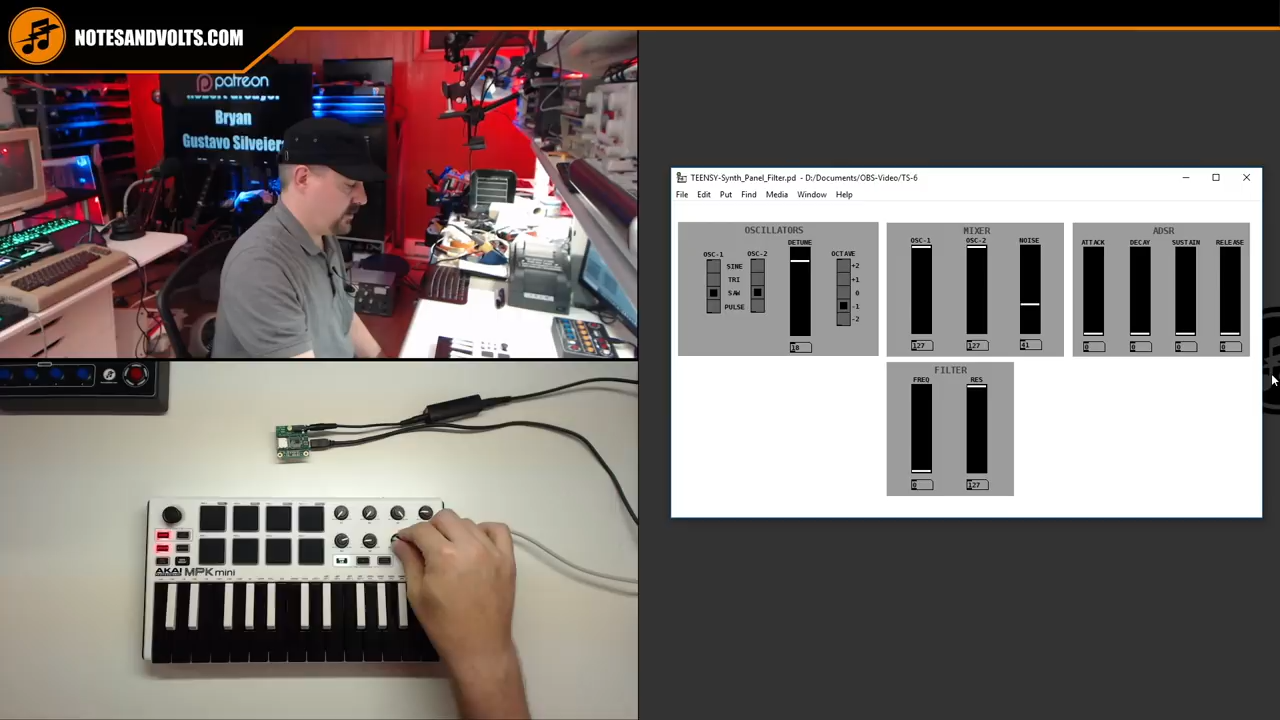 NOTESANDVOLTS.COM
patreon
Bryan
Gustavo Silveier
TEENSY-Synth_Panel_Filter.pd - D:/Documents/OBS-Video/TS-6
File Edit Put Find Media Window Help
OSCILLATORS
DETUNE
OSC-1 OSC-2 OCTAVE
SINE +2
TRI +1
SAW 0
PULSE -1
-2
18
MIXER
OSC-1 OSC-2 NOISE
127 127 41
ADSR
ATTACK DECAY SUSTAIN RELEASE
0 0 0 0
FILTER
FREQ RES
0 127
AKAI MPK mini